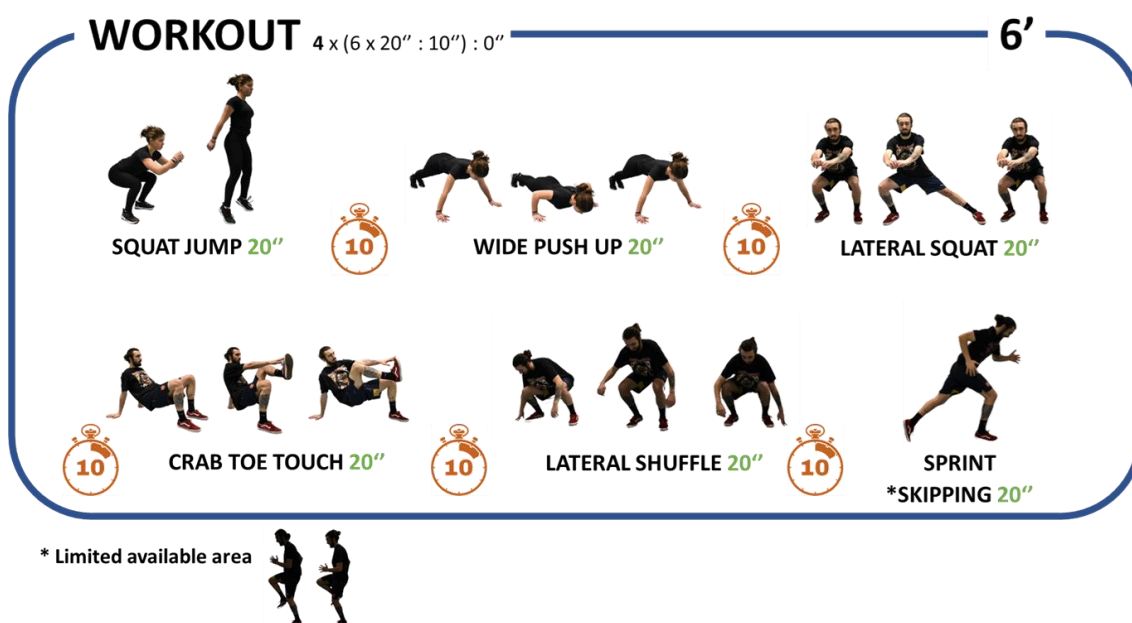 WORKOUT 4 x (6 x 20’’ : 10’’) : 0’’
6’
SQUAT JUMP 20’’
10
WIDE PUSH UP 20’’
10
LATERAL SQUAT 20’’
10
CRAB TOE TOUCH 20’’
10
LATERAL SHUFFLE 20’’
10
SPRINT
*SKIPPING 20’’
* Limited available area